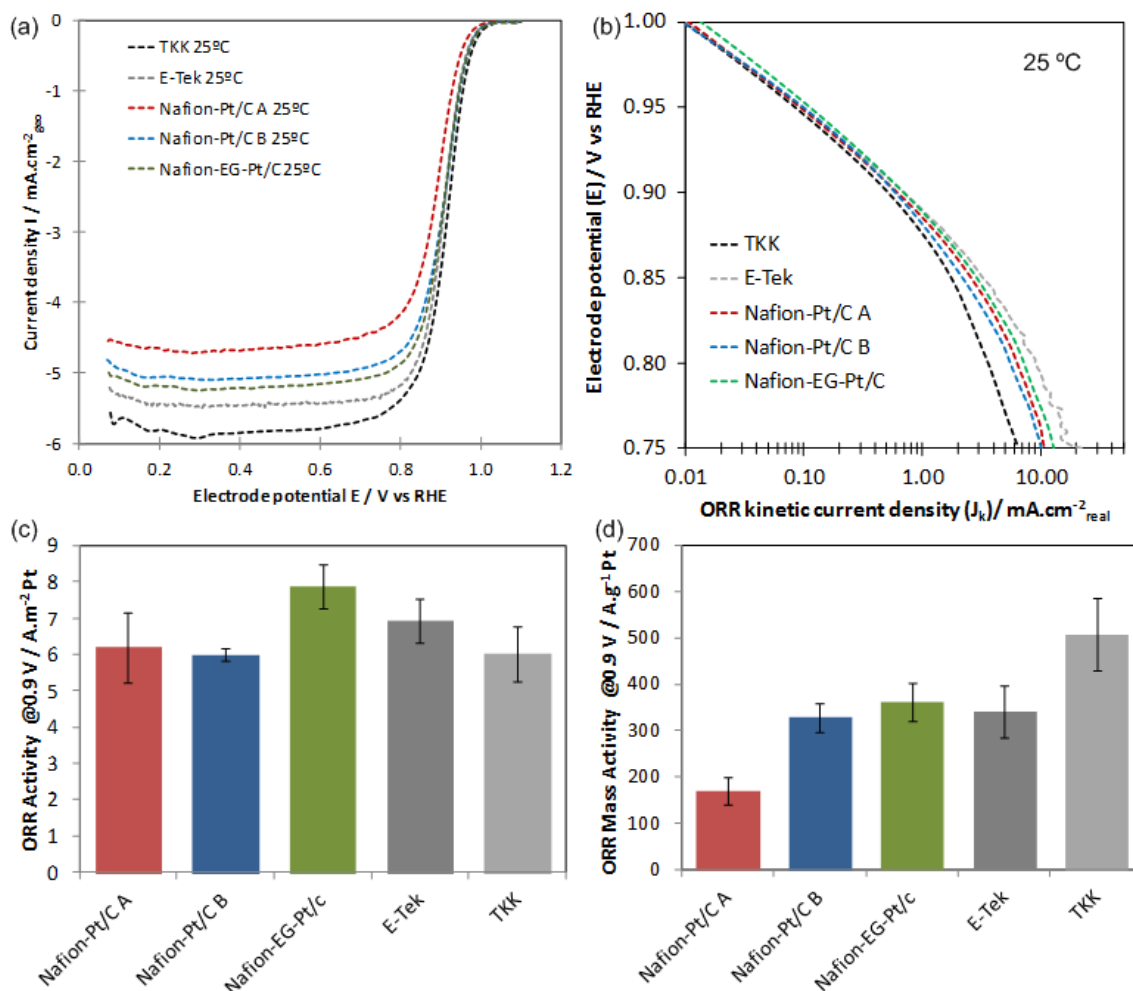 (a)
0
-1
-2
-3
-4
-5
-6
0.0 0.2 0.4 0.6 0.8 1.0 1.2
Current density I / mA.cm-2geo
Electrode potential E / V vs RHE
TKK 25ºC
E-Tek 25ºC
Nafion-Pt/C A 25ºC
Nafion-Pt/C B 25ºC
Nafion-EG-Pt/C25ºC
(b)
25 ºC
1.00
0.95
0.90
0.85
0.80
0.75
0.01 0.10 1.00 10.00
Electrode potential (E) / V vs RHE
ORR kinetic current density (Jk)/ mA.cm-2real
TKK
E-Tek
Nafion-Pt/C A
Nafion-Pt/C B
Nafion-EG-Pt/C
(c)
9
8
7
6
5
4
3
2
1
0
ORR Activity @0.9 V / A.m-2 Pt
Nafion-Pt/C A
Nafion-Pt/C B
Nafion-EG-Pt/c
E-Tek
TKK
(d)
700
600
500
400
300
200
100
0
ORR Mass Activity @0.9 V / A.g-1 Pt
Nafion-Pt/C A
Nafion-Pt/C B
Nafion-EG-Pt/c
E-Tek
TKK